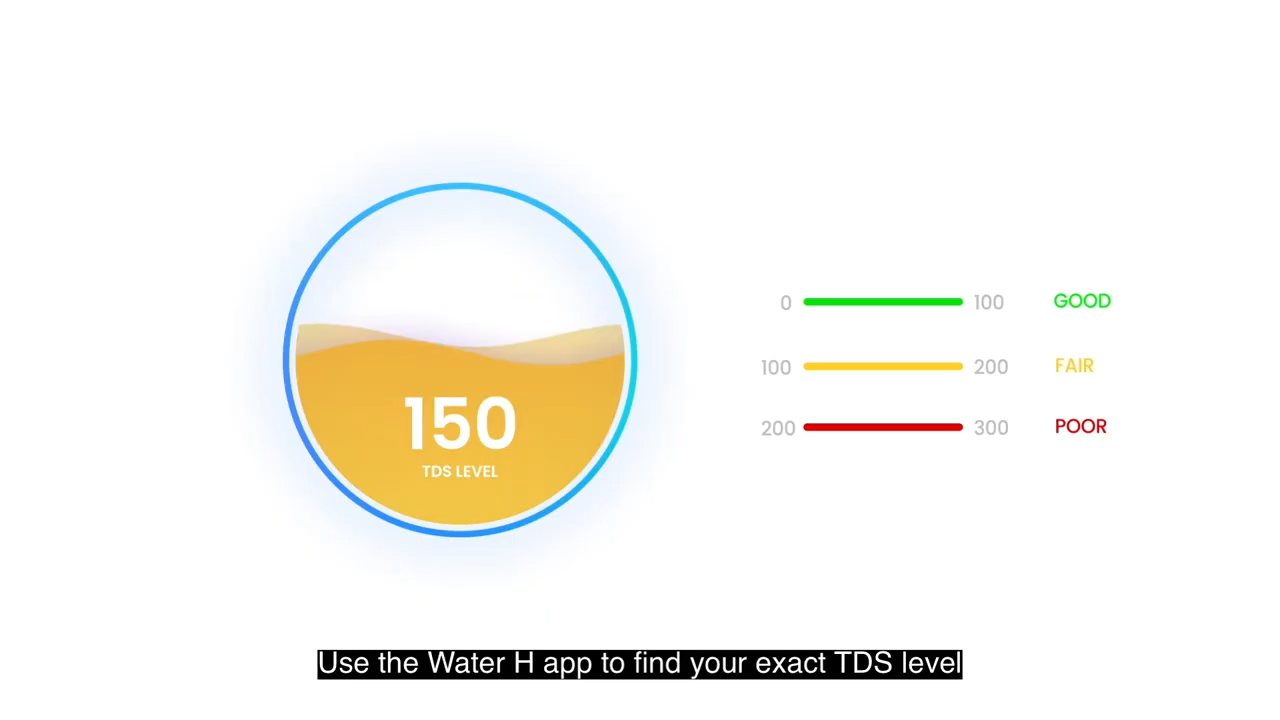 150
TDS LEVEL
0 100 GOOD
100 200 FAIR
200 300 POOR
Use the Water H app to find your exact TDS level